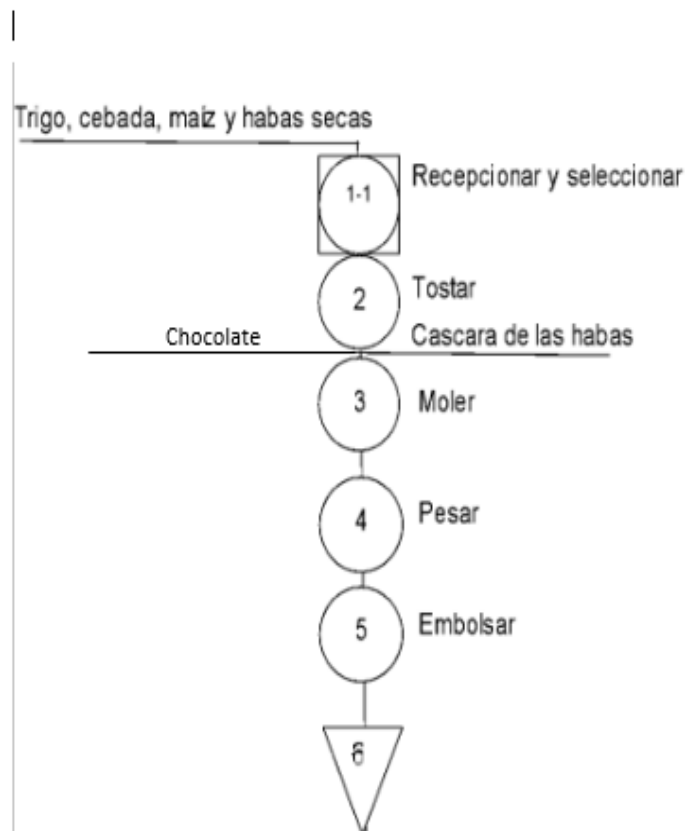 Trigo, cebada, maiz y habas secas
1-1
Recepcionar y seleccionar
2
Tostar
Chocolate
Cascara de las habas
3
Moler
4
Pesar
5
Embolsar
6